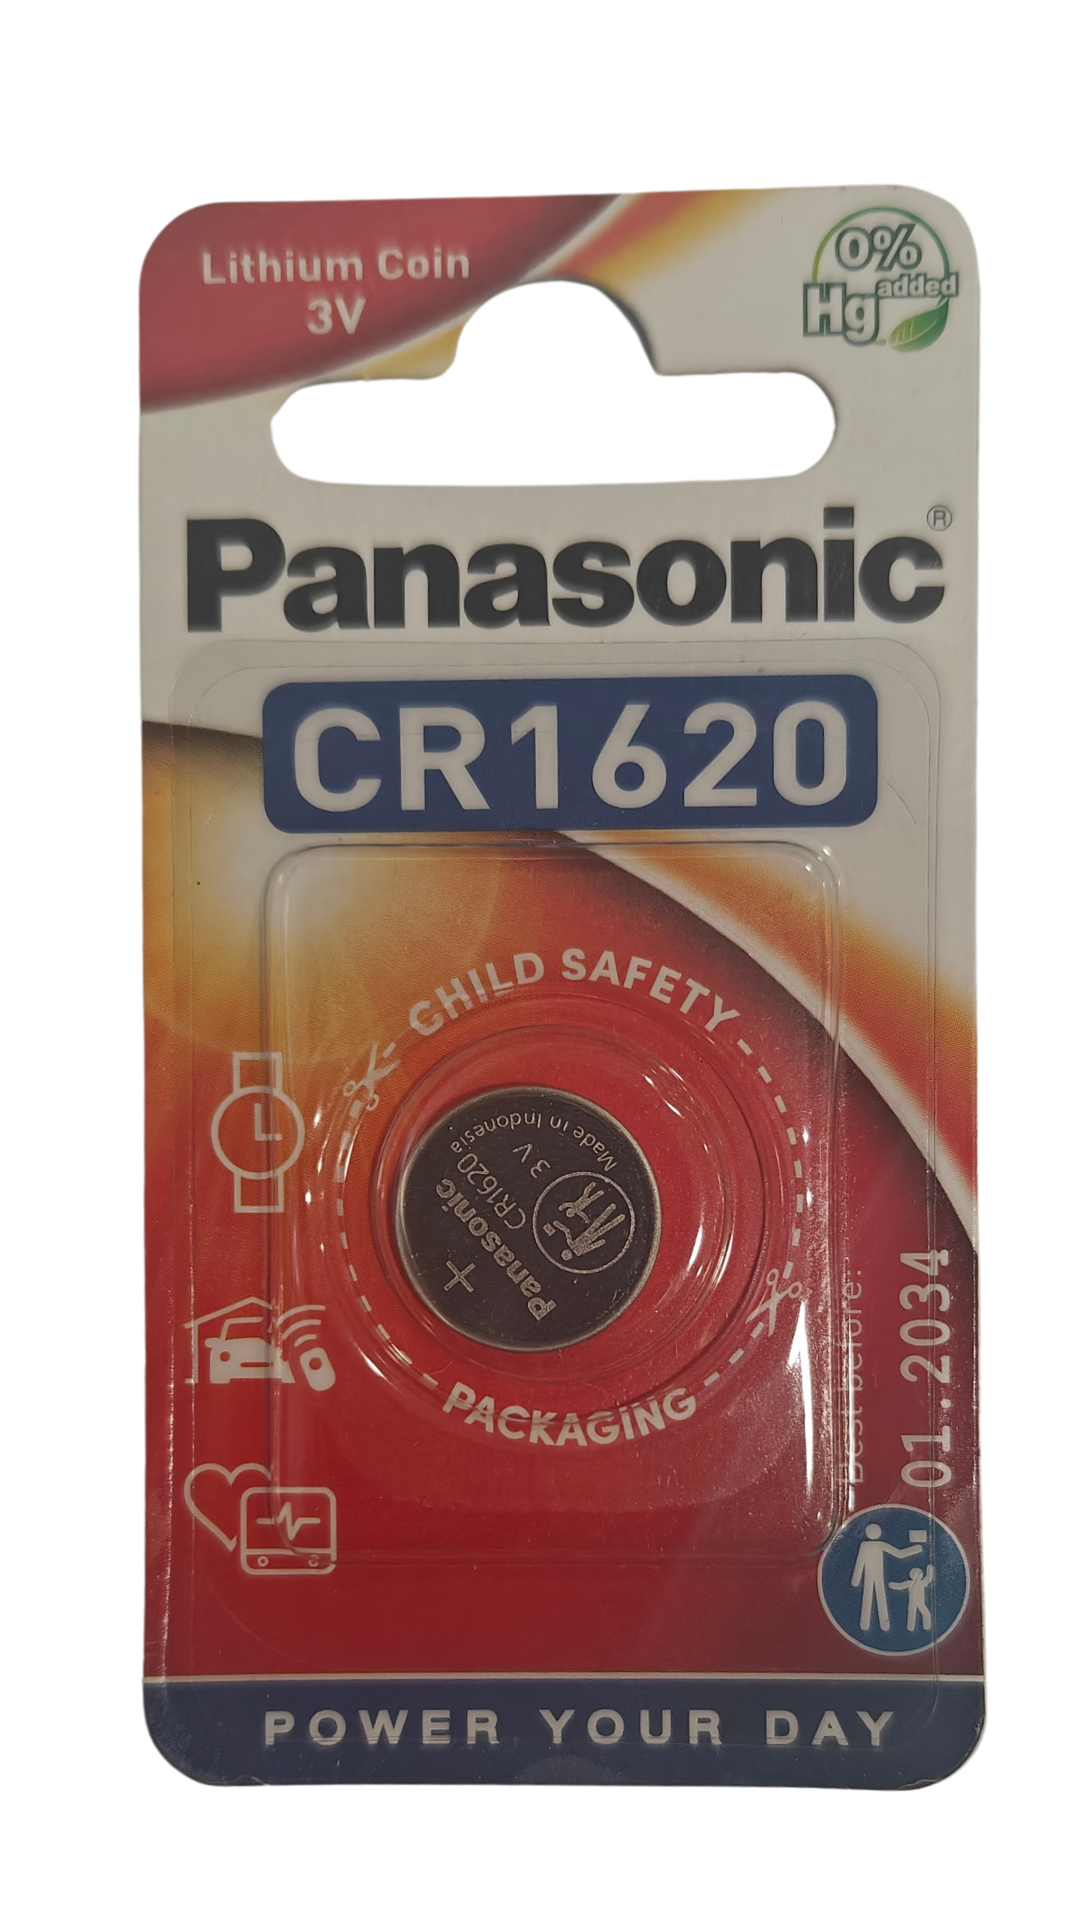 Lithium Coin
3V
0%
Hg added
Panasonic®
CR1620
CHILD SAFETY
Made in Indonesia
3 V
CR1620
Panasonic
+
PACKAGING
Best before:
01.2034
POWER YOUR DAY